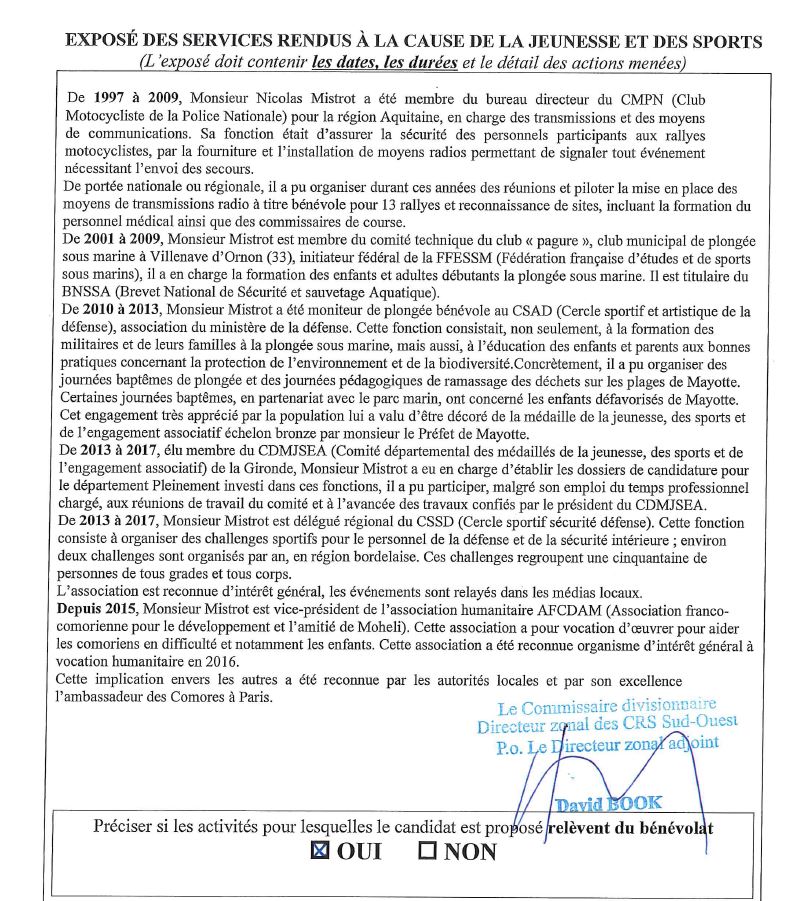 EXPOSÉ DES SERVICES RENDUS À LA CAUSE DE LA JEUNESSE ET DES SPORTS
(L'exposé doit contenir les dates, les durées et le détail des actions menées)
De 1997 à 2009, Monsieur Nicolas Mistrot a été membre du bureau directeur du CMPN (Club
Motocycliste de la Police Nationale) pour la région Aquitaine, en charge des transmissions et des moyens
de communications. Sa fonction était d'assurer la sécurité des personnels participants aux rallyes
motocyclistes, par la fourniture et l'installation de moyens radios permettant de signaler tout événement
nécessitant l'envoi des secours.
De portée nationale ou régionale, il a pu organiser durant ces années des réunions et piloter la mise en place des
moyens de transmissions radio à titre bénévole pour 13 rallyes et reconnaissance de sites, incluant la formation du
personnel médical ainsi que des commissaires de course.
De 2001 à 2009, Monsieur Mistrot est membre du comité technique du club « pagure », club municipal de plongée
sous marine à Villenave d'Ornon (33), initiateur fédéral de la FFESSM (Fédération française d'études et de sports
sous marins), il a en charge la formation des enfants et adultes débutants la plongée sous marine. Il est titulaire du
BNSSA (Brevet National de Sécurité et sauvetage Aquatique).
De 2010 à 2013, Monsieur Mistrot a été moniteur de plongée bénévole au CSAD (Cercle sportif et artistique de la
défense), association du ministère de la défense. Cette fonction consistait, non seulement, à la formation des
militaires et de leurs familles à la plongée sous marine, mais aussi, à l'éducation des enfants et parents aux bonnes
pratiques concernant la protection de l'environnement et de la biodiversité.Concrètement, il a pu organiser des
journées baptêmes de plongée et des journées pédagogiques de ramassage des déchets sur les plages de Mayotte.
Certaines journées baptêmes, en partenariat avec le parc marin, ont concerné les enfants défavorisés de Mayotte.
Cet engagement très apprécié par la population lui a valu d'être décoré de la médaille de la jeunesse, des sports et
de l'engagement associatif échelon bronze par monsieur le Préfet de Mayotte.
De 2013 à 2017, élu membre du CDMJSEA (Comité départemental des médaillés de la jeunesse, des sports et de
l'engagement associatif) de la Gironde, Monsieur Mistrot a eu en charge d'établir les dossiers de candidature pour
le département Pleinement investi dans ces fonctions, il a pu participer, malgré son emploi du temps professionnel
chargé, aux réunions de travail du comité et à l'avancée des travaux confiés par le président du CDMJSEA.
De 2013 à 2017, Monsieur Mistrot est délégué régional du CSSD (Cercle sportif sécurité défense). Cette fonction
consiste à organiser des challenges sportifs pour le personnel de la défense et de la sécurité intérieure ; environ
deux challenges sont organisés par an, en région bordelaise. Ces challenges regroupent une cinquantaine de
personnes de tous grades et tous corps.
L'association est reconnue d'intérêt général, les événements sont relayés dans les médias locaux.
Depuis 2015, Monsieur Mistrot est vice-président de l'association humanitaire AFCDAM (Association franco-
comorienne pour le développement et l'amitié de Moheli). Cette association a pour vocation d'œuvrer pour aider
les comoriens en difficulté et notamment les enfants. Cette association a été reconnue organisme d'intérêt général à
vocation humanitaire en 2016.
Cette implication envers les autres a été reconnue par les autorités locales et par son excellence
l'ambassadeur des Comores à Paris.
Le Commissaire divisionnaire
Directeur zonal des CRS Sud-Ouest
P.o. Le Directeur zonal adjoint
David BOOK
Préciser si les activités pour lesquelles le candidat est proposé relèvent du bénévolat
☒ OUI ☐ NON